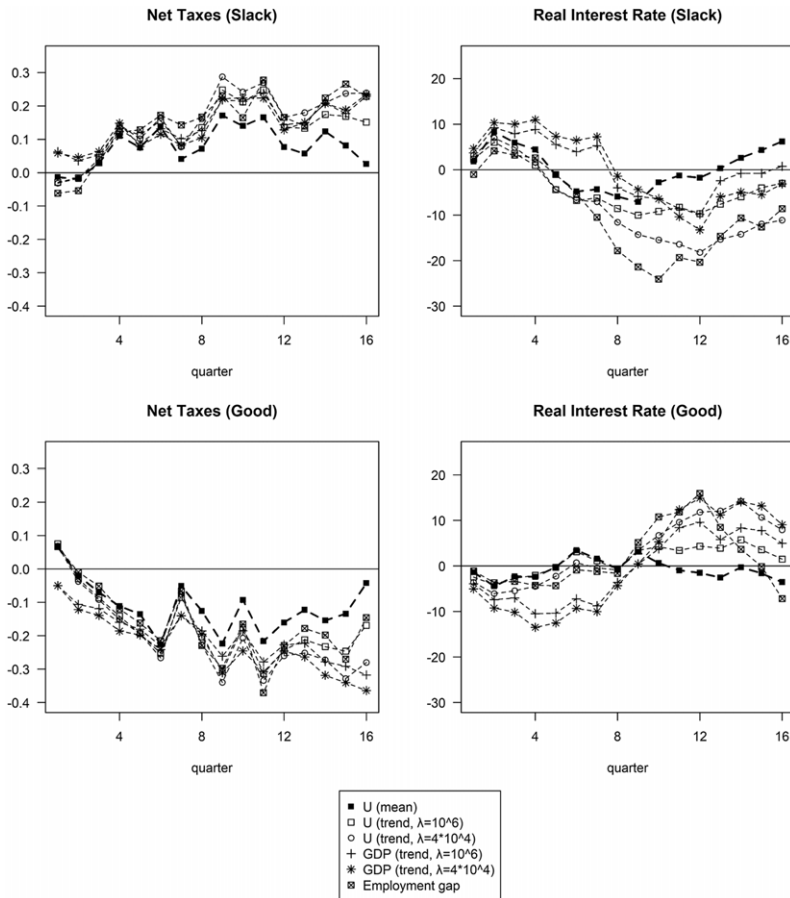 Net Taxes (Slack)
0.3
0.2
0.1
0.0
-0.1
-0.2
-0.3
-0.4
4 8 12 16
quarter
Real Interest Rate (Slack)
20
10
0
-10
-20
-30
4 8 12 16
quarter
Net Taxes (Good)
0.3
0.2
0.1
0.0
-0.1
-0.2
-0.3
-0.4
4 8 12 16
quarter
Real Interest Rate (Good)
20
10
0
-10
-20
-30
4 8 12 16
quarter
U (mean)
U (trend, λ=10^6)
U (trend, λ=4*10^4)
GDP (trend, λ=10^6)
GDP (trend, λ=4*10^4)
Employment gap